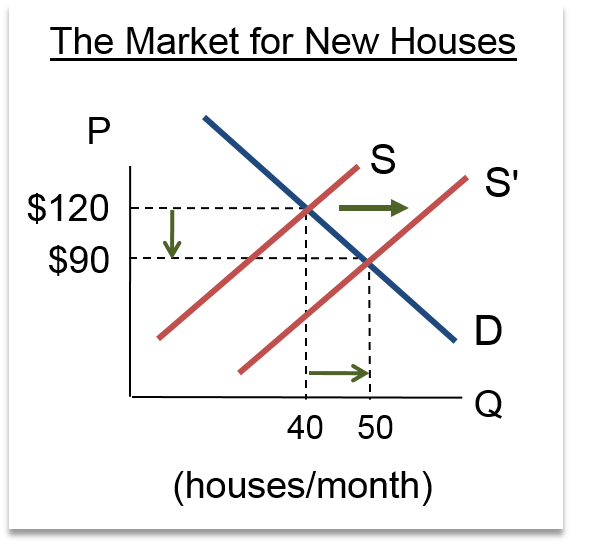 The Market for New Houses
P
S
S'
$120
$90
D
Q
40 50
(houses/month)